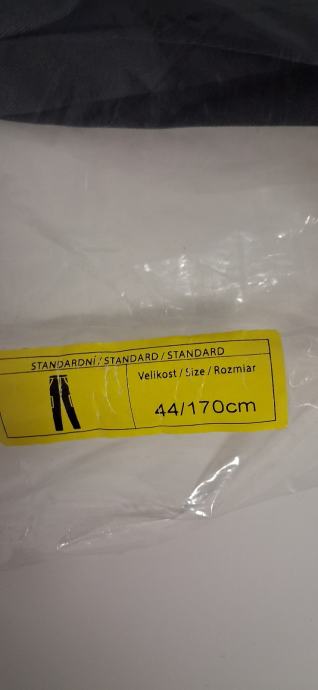 STANDARDNÍ / STANDARD / STANDARD
Velikost / Size / Rozmiar
44/170cm